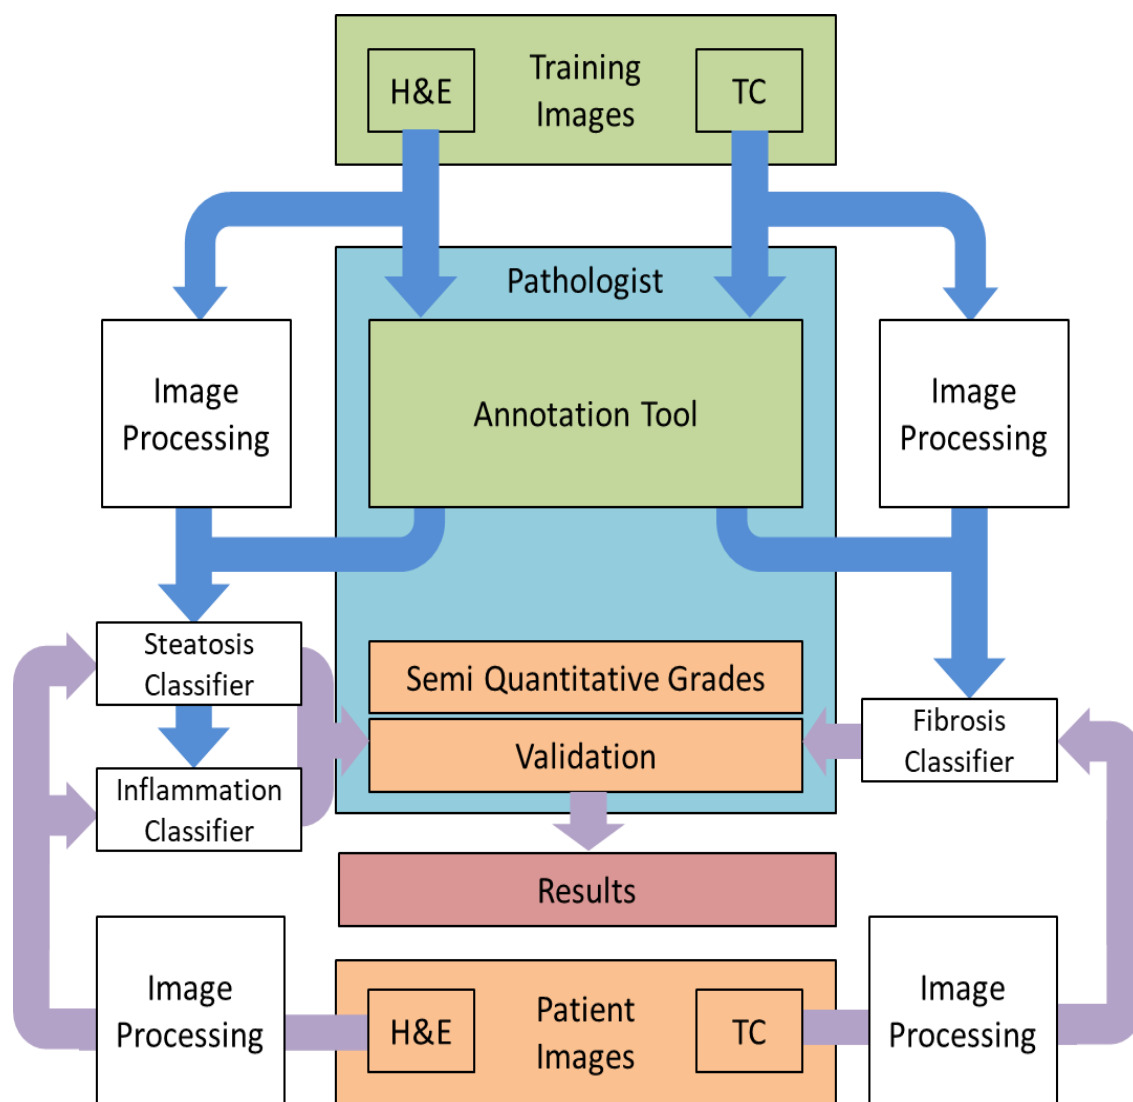 H&E
Training
Images
TC
Pathologist
Image
Processing
Annotation Tool
Image
Processing
Steatosis
Classifier
Semi Quantitative Grades
Fibrosis
Classifier
Validation
Inflammation
Classifier
Results
Image
Processing
H&E
Patient
Images
TC
Image
Processing